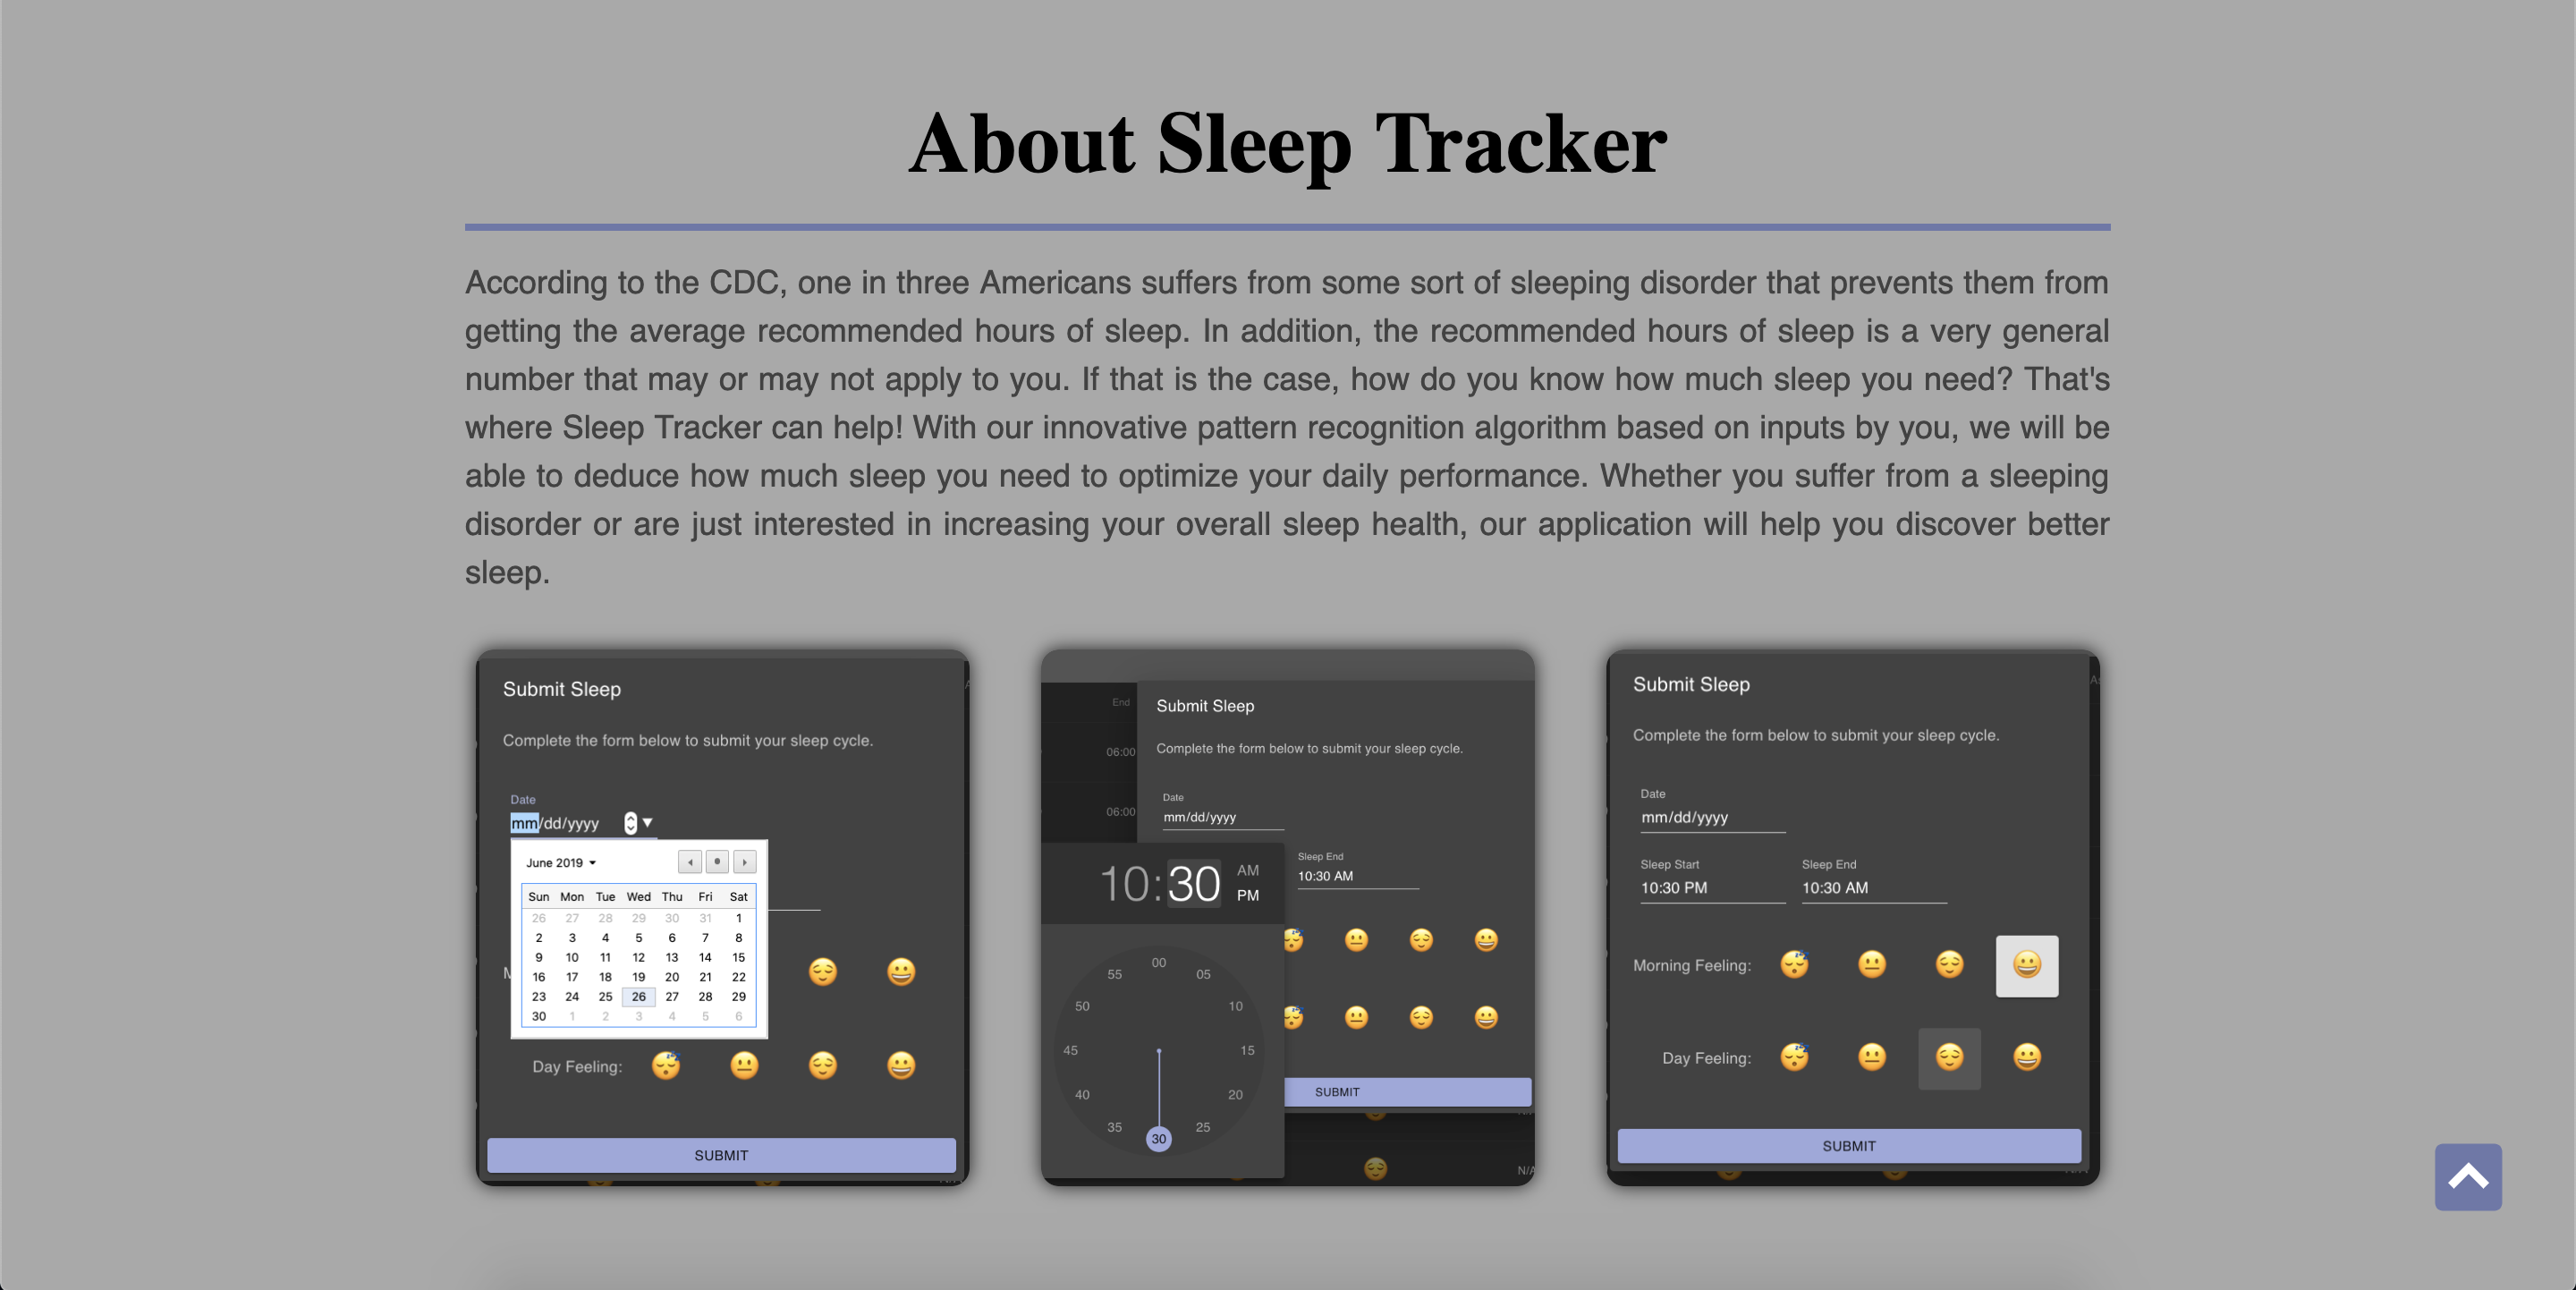 About Sleep Tracker
According to the CDC, one in three Americans suffers from some sort of sleeping disorder that prevents them from
getting the average recommended hours of sleep. In addition, the recommended hours of sleep is a very general
number that may or may not apply to you. If that is the case, how do you know how much sleep you need? That's
where Sleep Tracker can help! With our innovative pattern recognition algorithm based on inputs by you, we will be
able to deduce how much sleep you need to optimize your daily performance. Whether you suffer from a sleeping
disorder or are just interested in increasing your overall sleep health, our application will help you discover better
sleep.
Submit Sleep
Complete the form below to submit your sleep cycle.
Date
mm/dd/yyyy
June 2019
Sun Mon Tue Wed Thu Fri Sat
26 27 28 29 30 31 1
2 3 4 5 6 7 8
9 10 11 12 13 14 15
16 17 18 19 20 21 22
23 24 25 26 27 28 29
30 1 2 3 4 5 6
Day Feeling:
SUBMIT
End
06:00
06:00
Submit Sleep
Complete the form below to submit your sleep cycle.
Date
mm/dd/yyyy
10:30 AM PM
Sleep End
10:30 AM
00
55 05
50 10
45 15
40 20
35 25
30
SUBMIT
N/A
Submit Sleep
Complete the form below to submit your sleep cycle.
Date
mm/dd/yyyy
Sleep Start Sleep End
10:30 PM 10:30 AM
Morning Feeling:
Day Feeling:
SUBMIT